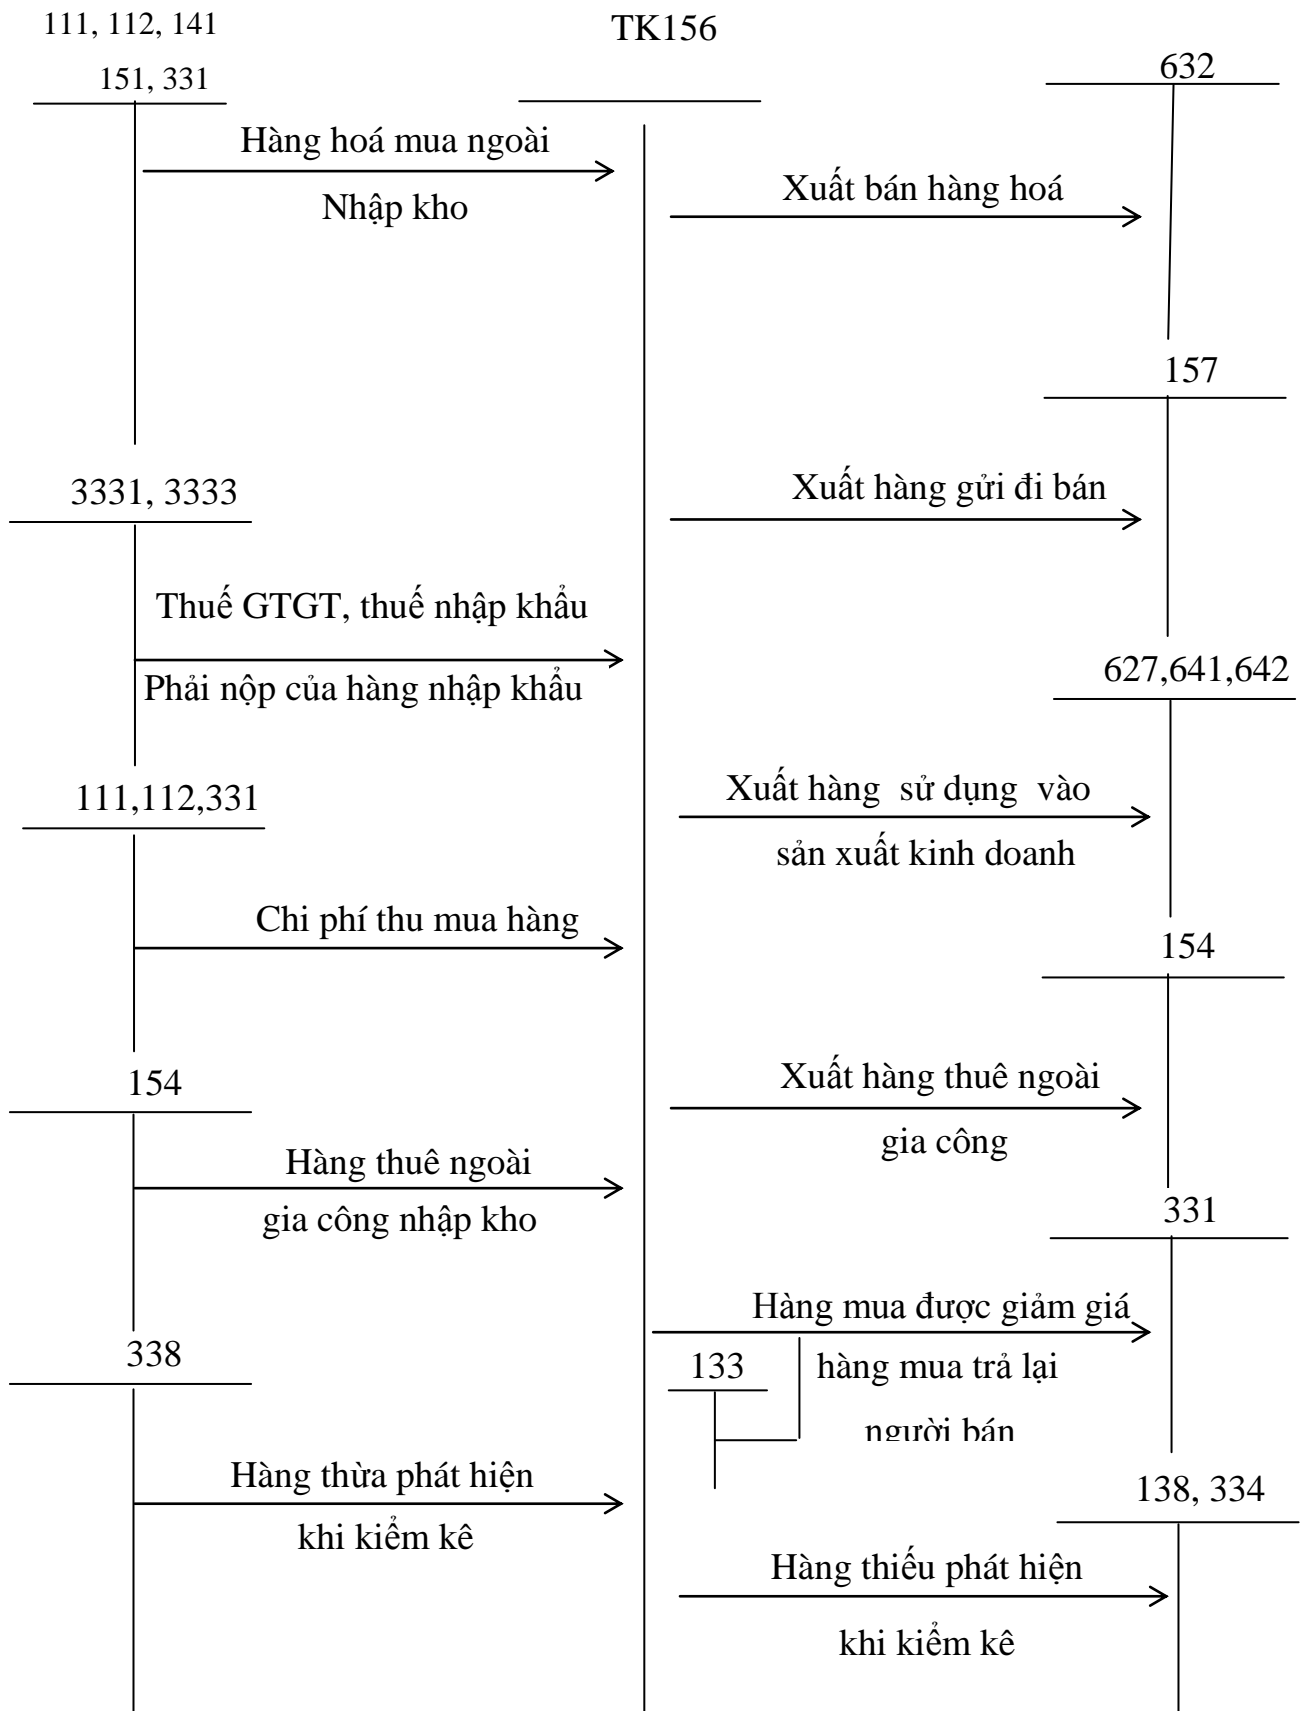 111, 112, 141
TK156
151, 331
632
Hàng hoá mua ngoài
Nhập kho
Xuất bán hàng hoá
157
3331, 3333
Xuất hàng gửi đi bán
Thuế GTGT, thuế nhập khẩu
Phải nộp của hàng nhập khẩu
627,641,642
111,112,331
Xuất hàng sử dụng vào
sản xuất kinh doanh
Chi phí thu mua hàng
154
154
Xuất hàng thuê ngoài
gia công
Hàng thuê ngoài
gia công nhập kho
331
Hàng mua được giảm giá
338
133
hàng mua trả lại
người bán
Hàng thừa phát hiện
khi kiểm kê
138, 334
Hàng thiếu phát hiện
khi kiểm kê